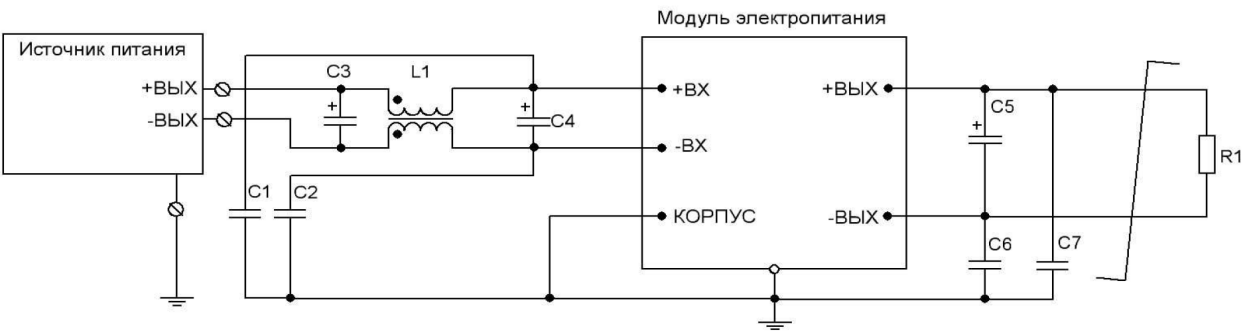 Модуль электропитания
Источник питания
+ВЫХ
-ВЫХ
C3
L1
+
+
C4
C1
C2
+ВХ
-ВХ
КОРПУС
+ВЫХ
-ВЫХ
C5
+
C6
C7
R1